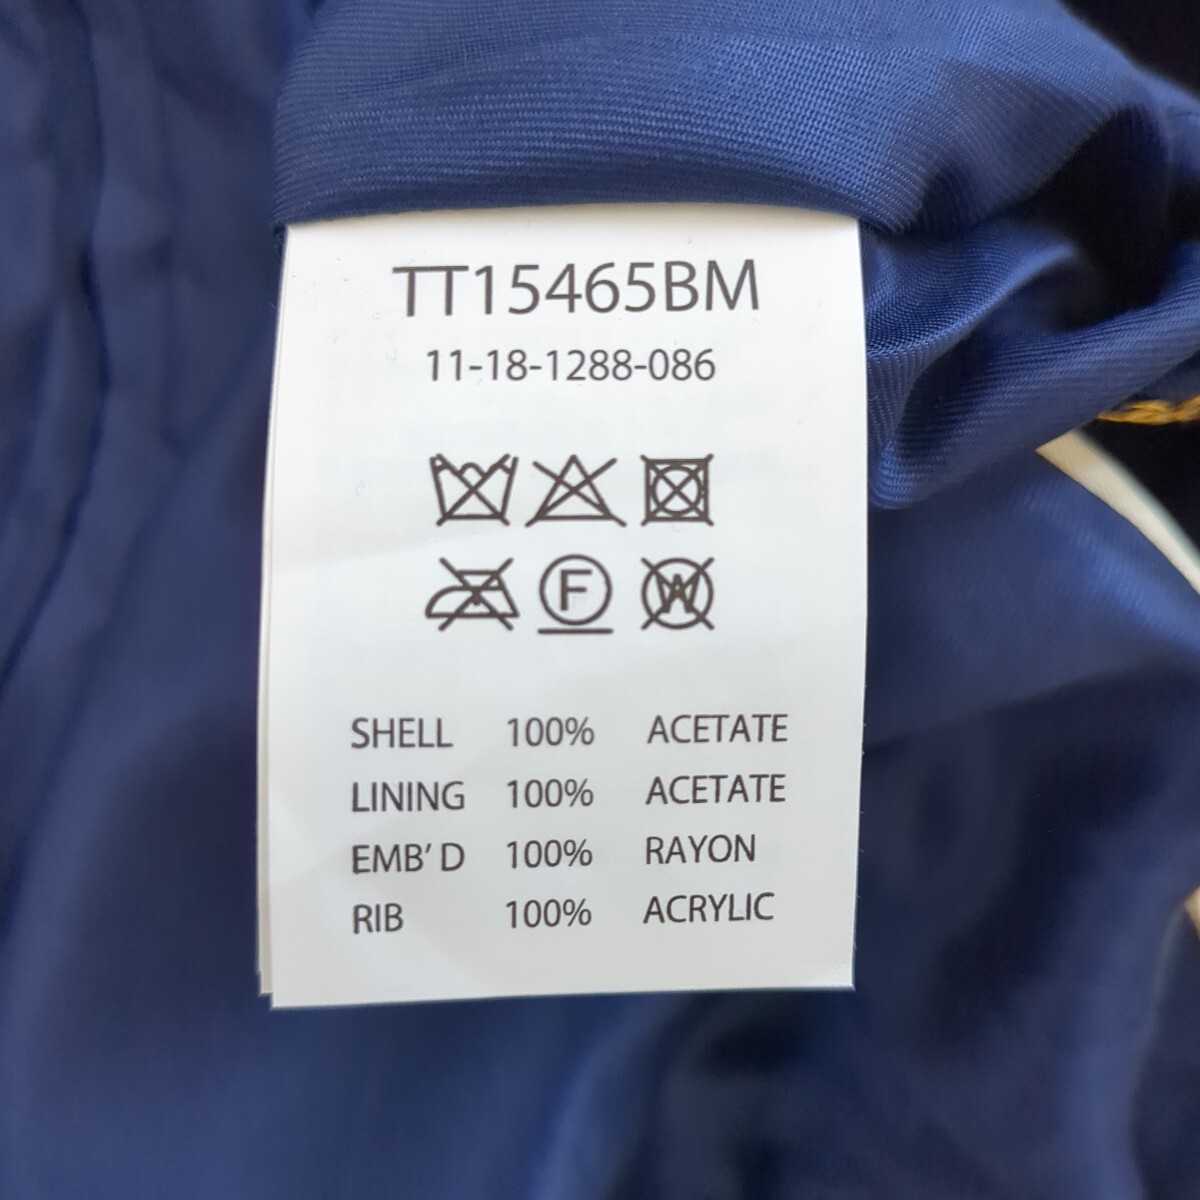 TT15465BM
11-18-1288-086
F
W
SHELL 100% ACETATE
LINING 100% ACETATE
EMB'D 100% RAYON
RIB 100% ACRYLIC